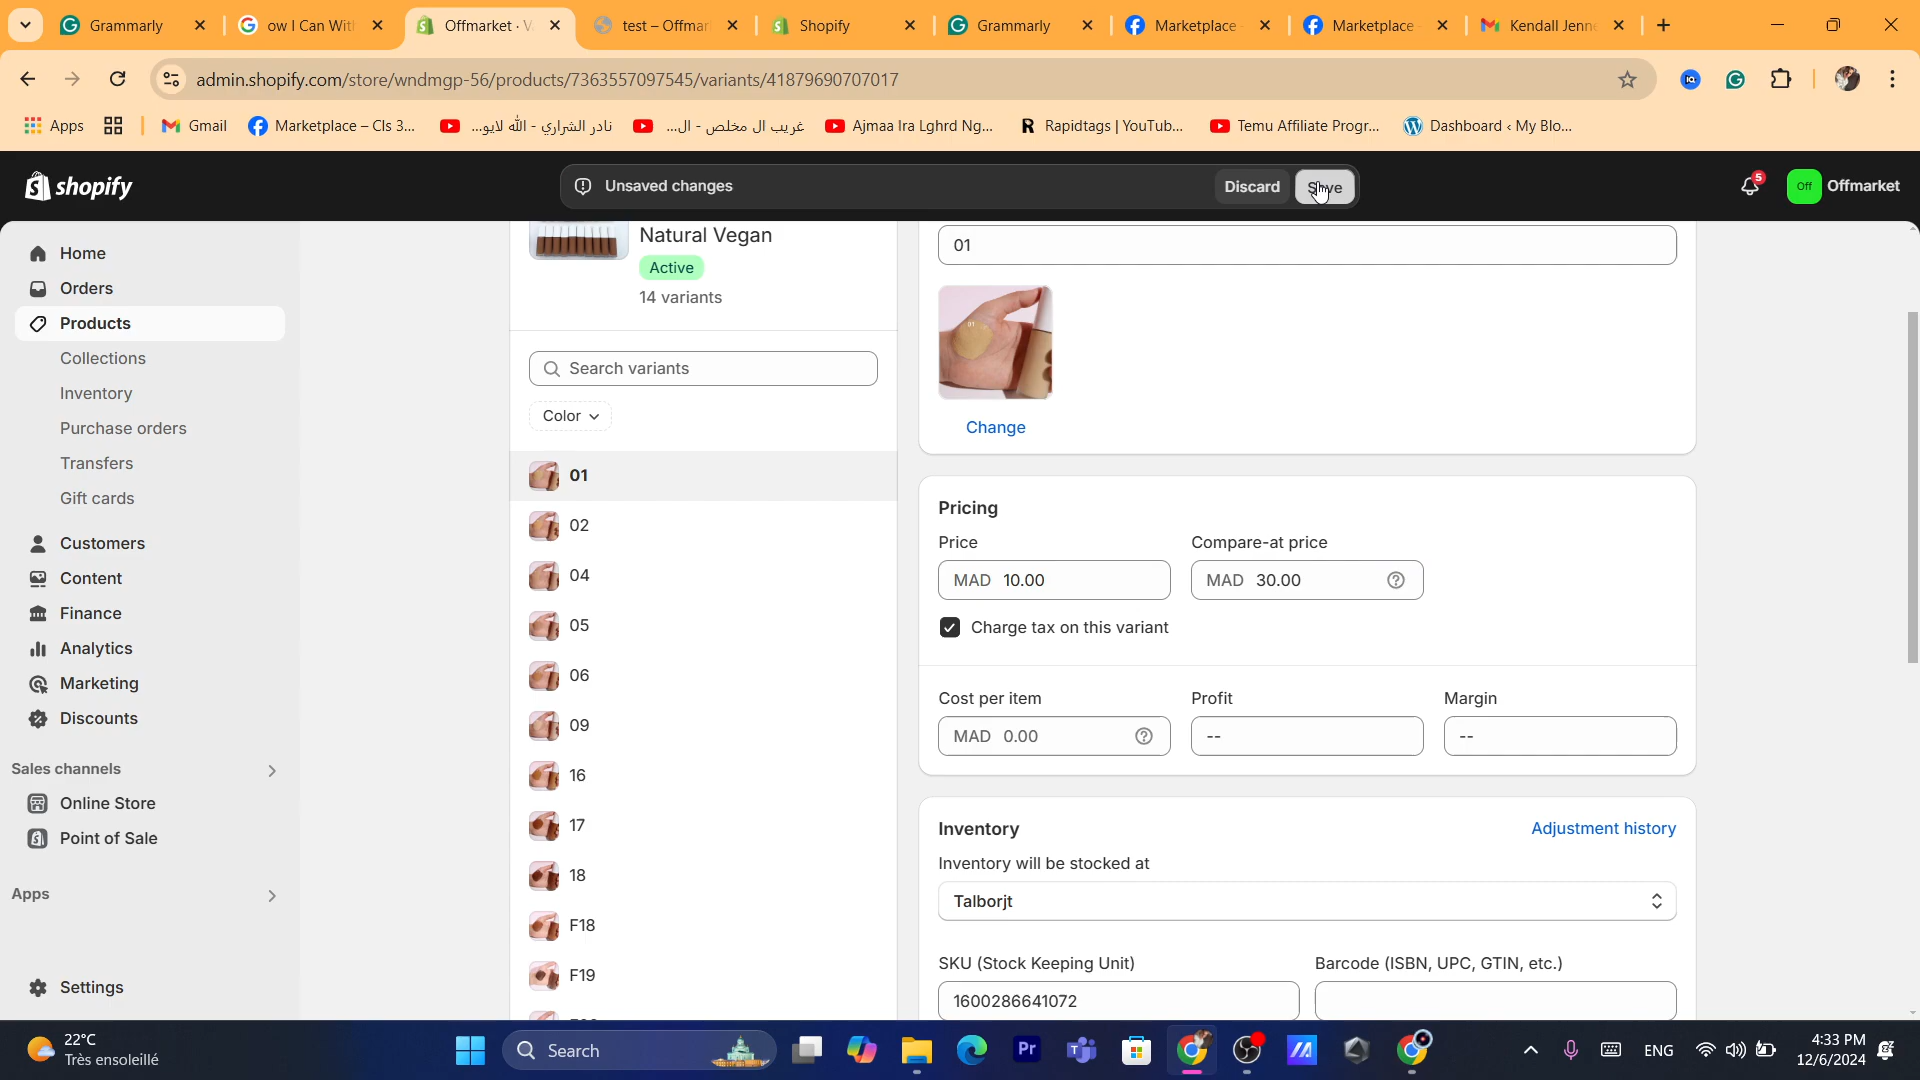 Grammarly
ow I Can Wit
Offmarket · V
test – Offmar
Shopify
Grammarly
Marketplace
Marketplace
Kendall Jenn
admin.shopify.com/store/wndmgp-56/products/7363557097545/variants/41879690707017
Apps
Gmail
Marketplace – Cls 3...
نادر الشراري - الله لايو...
غريب ال مخلص - ال...
Ajmaa Ira Lghrd Ng...
Rapidtags | YouTub...
Temu Affiliate Progr...
Dashboard ‹ My Blo...
shopify
Unsaved changes
Discard
Save
5
Off
Offmarket
Home
Orders
Products
Collections
Inventory
Purchase orders
Transfers
Gift cards
Customers
Content
Finance
Analytics
Marketing
Discounts
Sales channels
Online Store
Point of Sale
Apps
Settings
Natural Vegan
Active
14 variants
Search variants
Color
01
02
04
05
06
09
16
17
18
F18
F19
01
01
Change
Pricing
Price
Compare-at price
MAD 10.00
MAD 30.00
Charge tax on this variant
Cost per item
Profit
Margin
MAD 0.00
--
--
Inventory
Adjustment history
Inventory will be stocked at
Talborjt
SKU (Stock Keeping Unit)
Barcode (ISBN, UPC, GTIN, etc.)
1600286641072
22°C
Très ensoleillé
Search
Pr
ENG
4:33 PM
12/6/2024